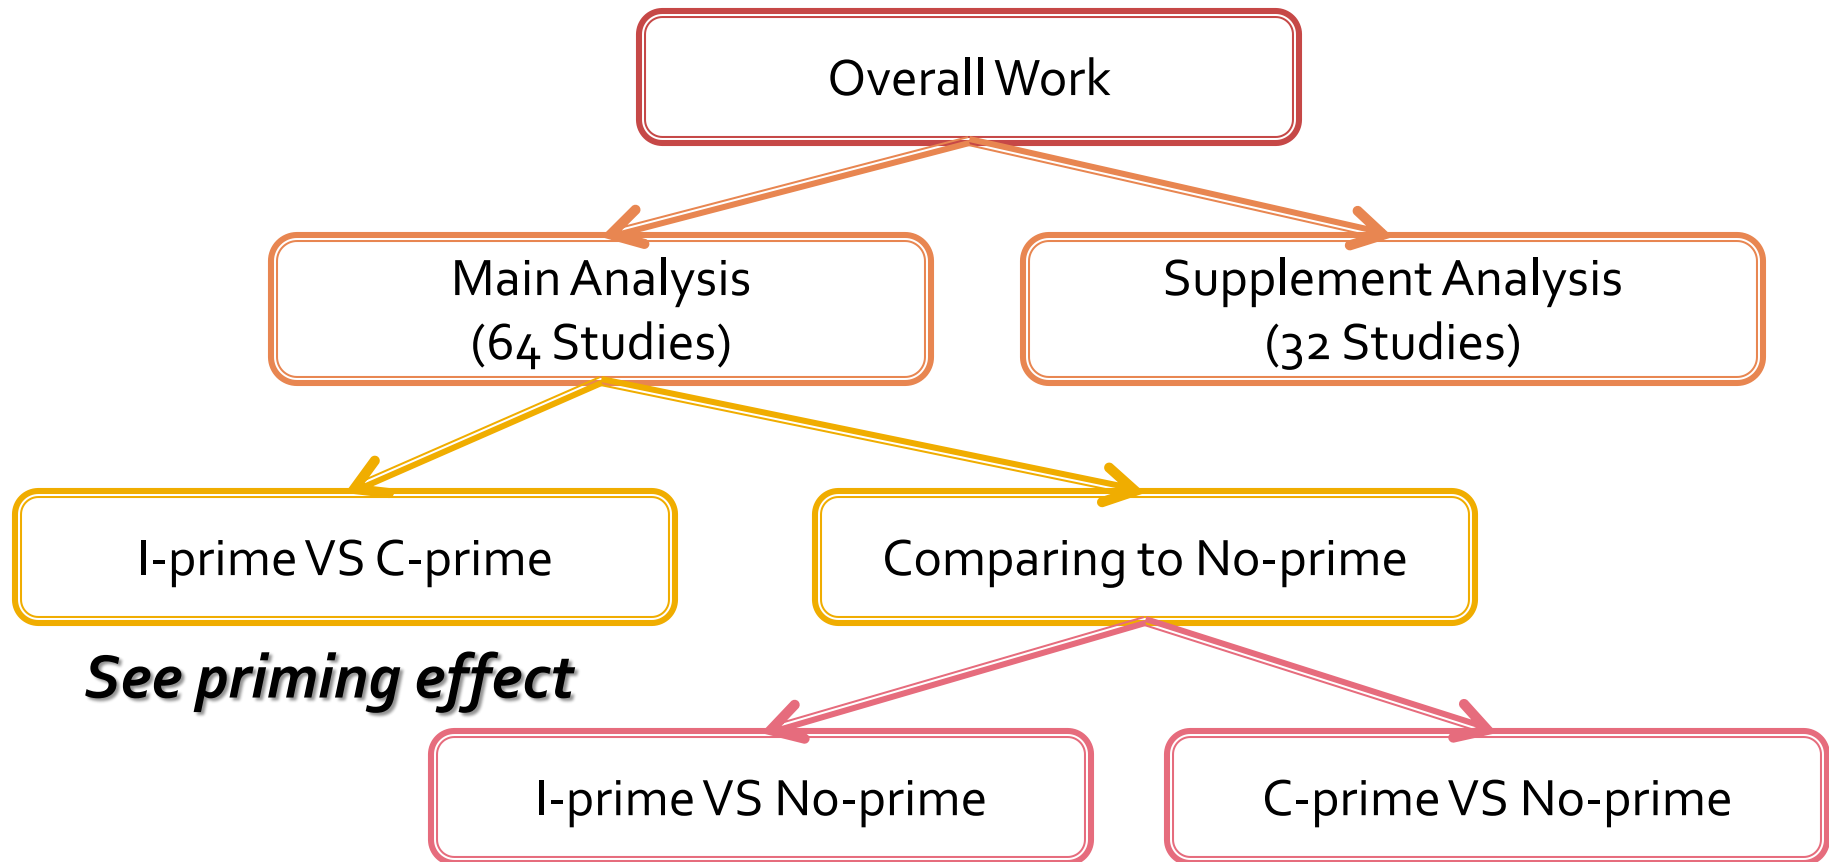 Overall Work
Main Analysis
(64 Studies)
Supplement Analysis
(32 Studies)
I-prime VS C-prime
Comparing to No-prime
See priming effect
I-prime VS No-prime
C-prime VS No-prime